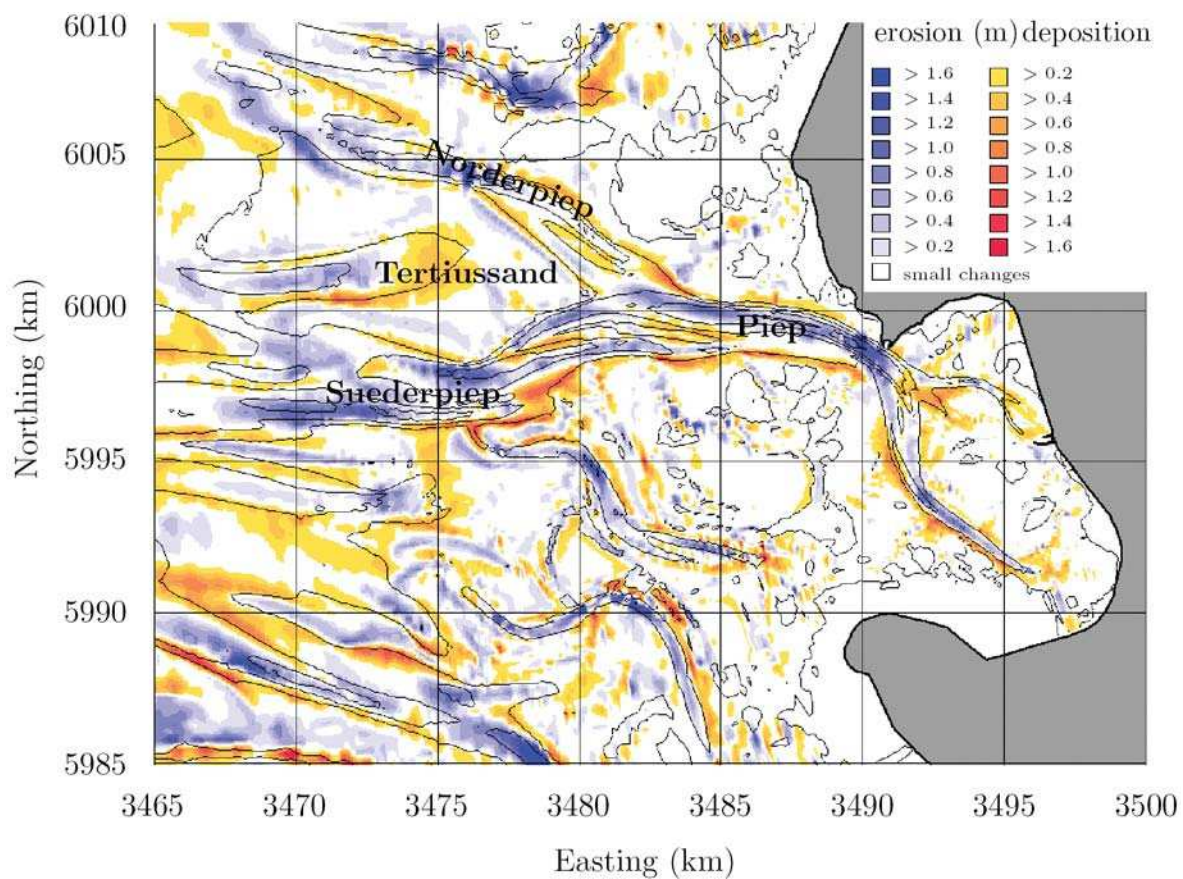 6010
6005
6000
5995
5990
5985
Northing (km)
3465 3470 3475 3480 3485 3490 3495 3500
Easting (km)
Norderpiep
Tertiussand
Piep
Suederpiep
erosion (m) deposition
> 1.6 > 0.2
> 1.4 > 0.4
> 1.2 > 0.6
> 1.0 > 0.8
> 0.8 > 1.0
> 0.6 > 1.2
> 0.4 > 1.4
> 0.2 > 1.6
small changes